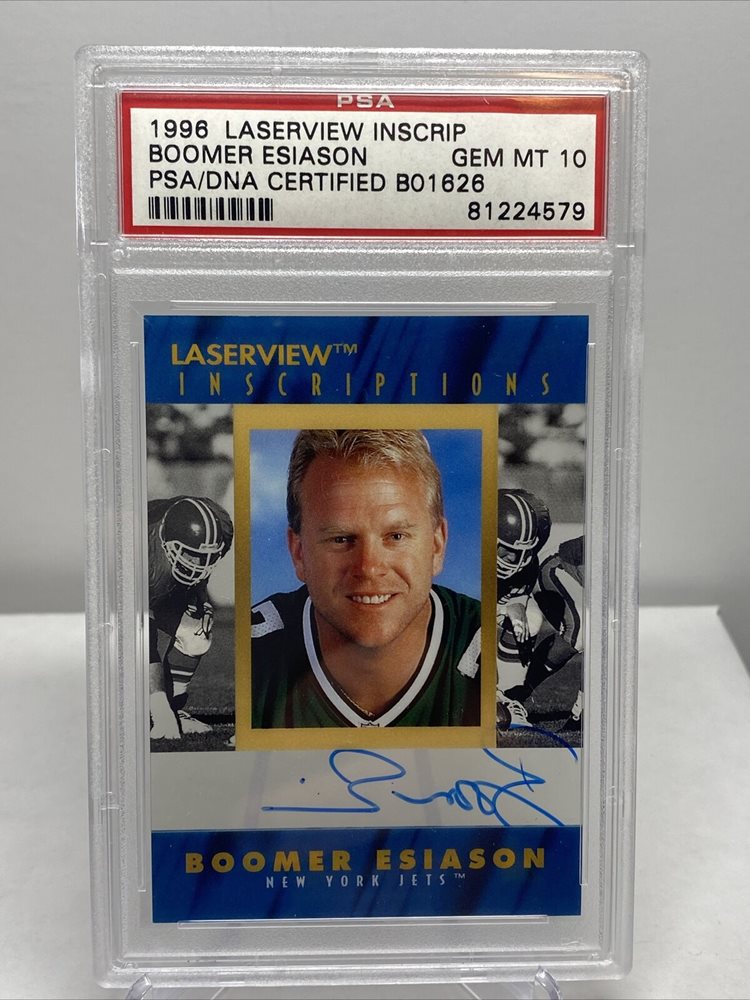 PSA
1996 LASERVIEW INSCRIP
BOOMER ESIASON GEM MT 10
PSA/DNA CERTIFIED B01626
81224579
LASERVIEW™
INSCRIPTIONS
7
BOOMER ESIASON
NEW YORK JETS™